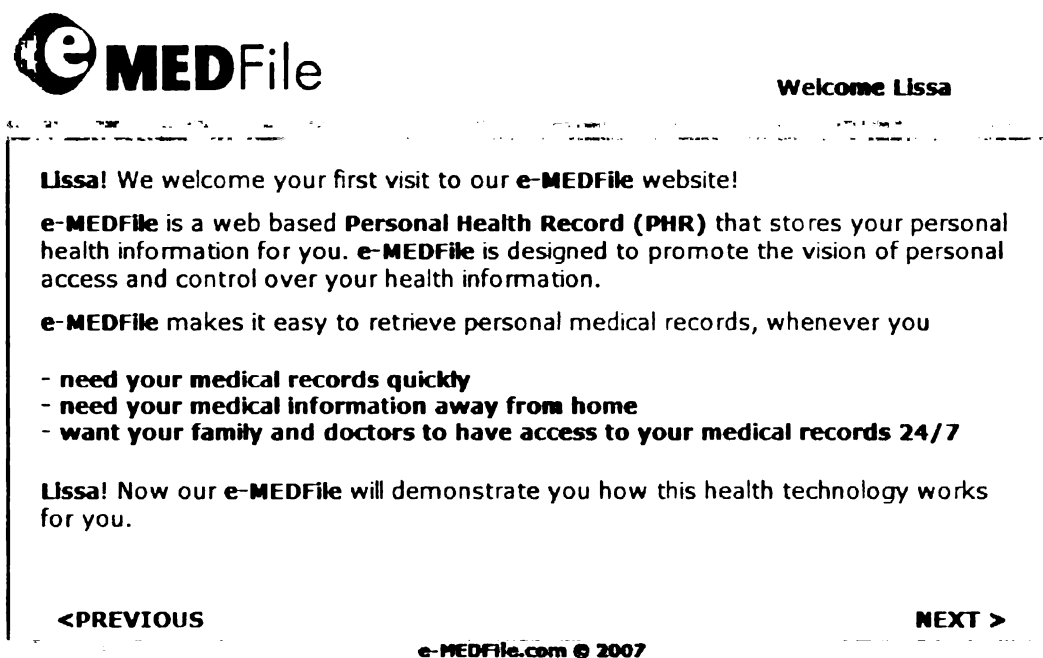 e MEDFile
Welcome Lissa
Lissa! We welcome your first visit to our e-MEDFile website!
e-MEDFile is a web based Personal Health Record (PHR) that stores your personal
health information for you. e-MEDFile is designed to promote the vision of personal
access and control over your health information.
e-MEDFile makes it easy to retrieve personal medical records, whenever you
- need your medical records quickly
- need your medical information away from home
- want your family and doctors to have access to your medical records 24/7
Lissa! Now our e-MEDFile will demonstrate you how this health technology works
for you.
<PREVIOUS
NEXT >
e-MEDFile.com © 2007